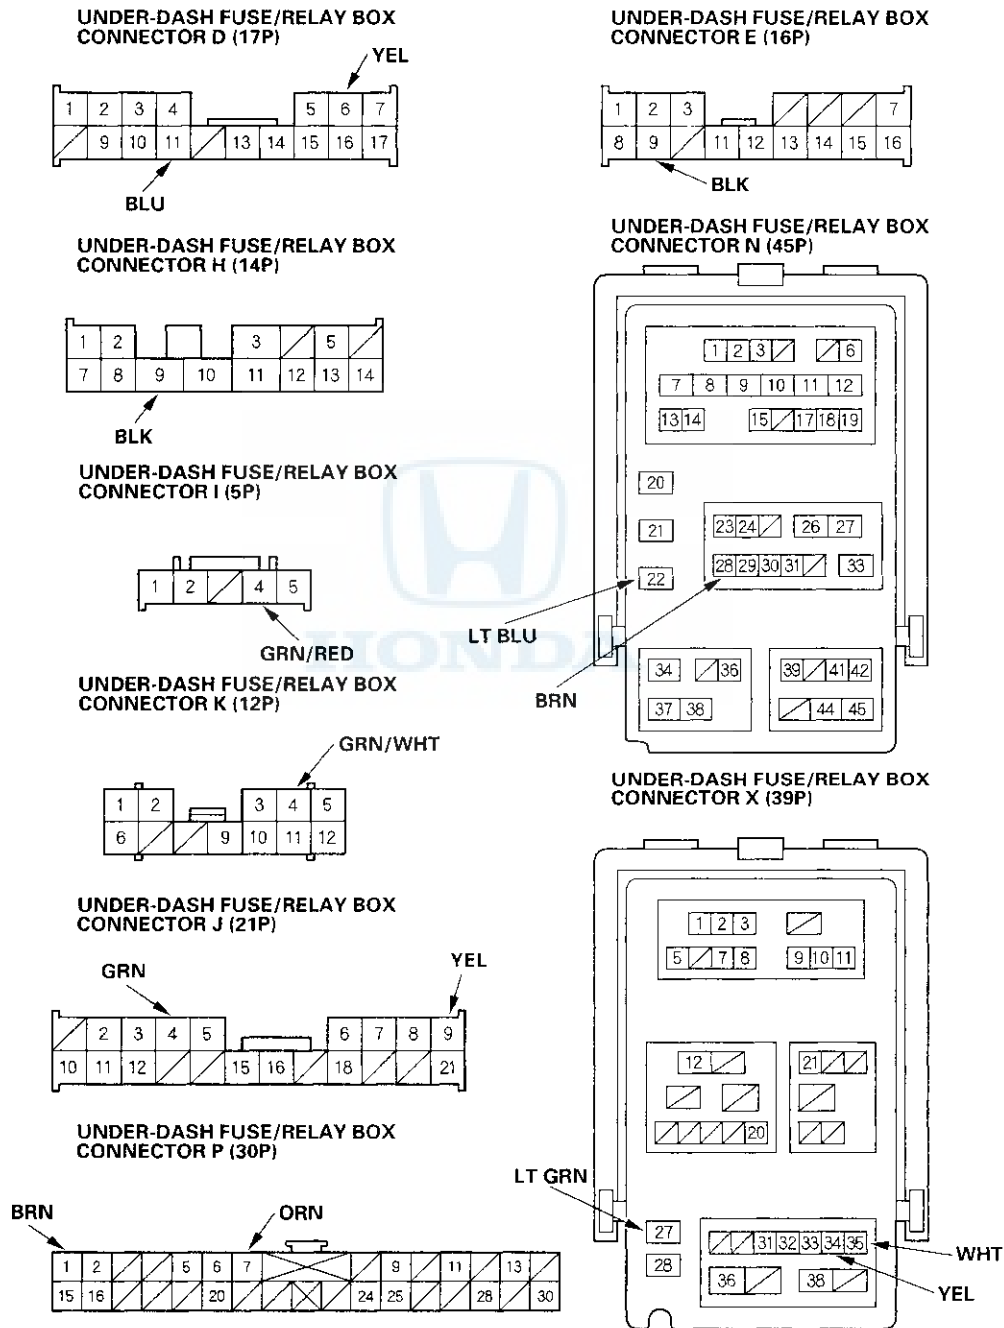 UNDER-DASH FUSE/RELAY BOX
CONNECTOR D (17P)
YEL
1 2 3 4 5 6 7
9 10 11 13 14 15 16 17
BLU
UNDER-DASH FUSE/RELAY BOX
CONNECTOR H (14P)
1 2 3 5
7 8 9 10 11 12 13 14
BLK
UNDER-DASH FUSE/RELAY BOX
CONNECTOR I (5P)
1 2 4 5
GRN/RED
UNDER-DASH FUSE/RELAY BOX
CONNECTOR K (12P)
GRN/WHT
1 2 3 4 5
6 9 10 11 12
UNDER-DASH FUSE/RELAY BOX
CONNECTOR J (21P)
GRN
YEL
2 3 4 5 6 7 8 9
10 11 12 15 16 18 21
UNDER-DASH FUSE/RELAY BOX
CONNECTOR P (30P)
BRN
ORN
1 2 5 6 7 9 11 13
15 16 20 24 25 28 30
UNDER-DASH FUSE/RELAY BOX
CONNECTOR E (16P)
1 2 3 7
8 9 11 12 13 14 15 16
BLK
UNDER-DASH FUSE/RELAY BOX
CONNECTOR N (45P)
1 2 3 6
7 8 9 10 11 12
13 14 15 17 18 19
20
21
22
23 24 26 27
28 29 30 31 33
LT BLU
BRN
34 36 39 41 42
37 38 44 45
UNDER-DASH FUSE/RELAY BOX
CONNECTOR X (39P)
1 2 3
5 7 8 9 10 11
12 21
20
LT GRN
27
28
31 32 33 34 35
36 38
WHT
YEL
HONDA